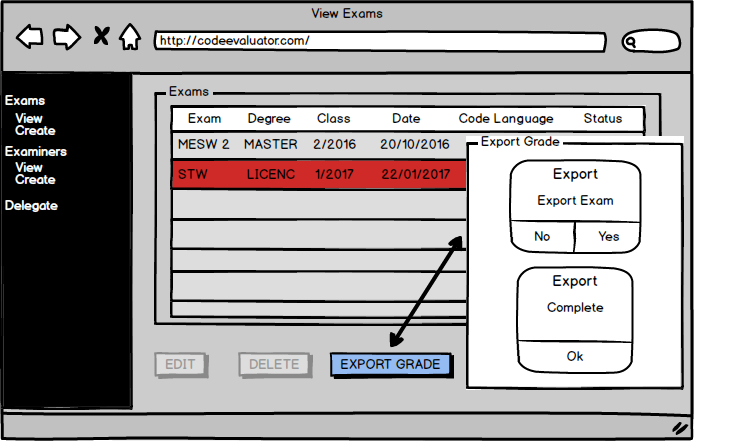 View Exams
http://codeevaluator.com/
Exams
View
Create
Examiners
View
Create
Delegate
Exams
Exam Degree Class Date Code Language Status
MESW 2 MASTER 2/2016 20/10/2016
STW LICENC 1/2017 22/01/2017
Export Grade
Export
Export Exam
No Yes
Export
Complete
Ok
EDIT DELETE EXPORT GRADE